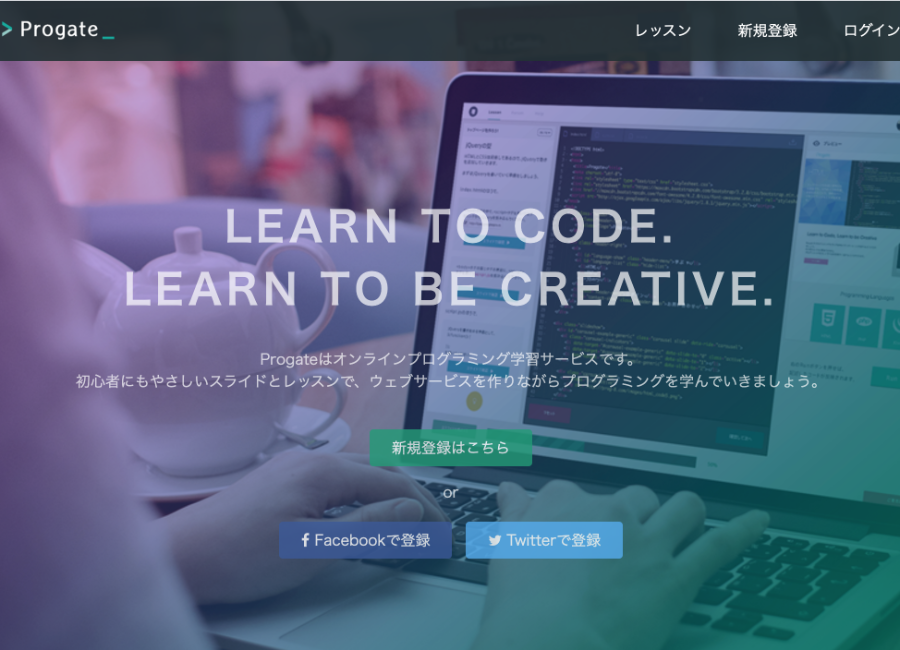 Progate
レッスン 新規登録 ログイン
LEARN TO CODE.
LEARN TO BE CREATIVE.
Progateはオンラインプログラミング学習サービスです。
初心者にもやさしいスライドとレッスンで、ウェブサービスを作りながらプログラミングを学んでいきましょう。
新規登録はこちら
or
Facebookで登録 Twitterで登録